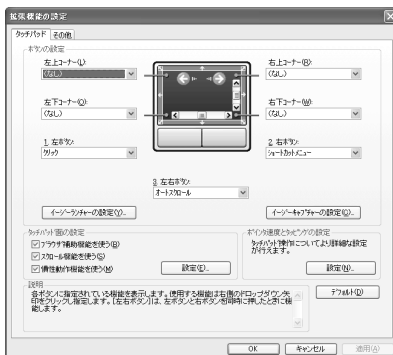 拡張機能の設定
タッチパッド その他
ボタンの設定
左上コーナー(L):
(なし)
右上コーナー(R):
(なし)
左下コーナー(O):
(なし)
右下コーナー(W):
(なし)
1. 左ボタン:
クリック
2. 右ボタン:
ショートカットメニュー
3. 左右ボタン:
オートスクロール
イージーランチャーの設定(Y)...
イージーキャプチャーの設定(G)...
タッチパッド面の設定
ブラウザ補助機能を使う(B)
スクロール機能を使う(S)
慣性動作機能を使う(M)
設定(E)...
ポインタ速度とタッピングの設定
タッチパッド操作についてより詳細な設定
が行えます。
設定(N)...
説明
各ボタンに指定されている機能を表示します。使用する機能は右側のドロップダウン矢
印をクリックし指定します。[左右ボタン]は、左ボタンと右ボタンを同時に押したときに機
能します。
デフォルト(D)
OK キャンセル 適用(A)